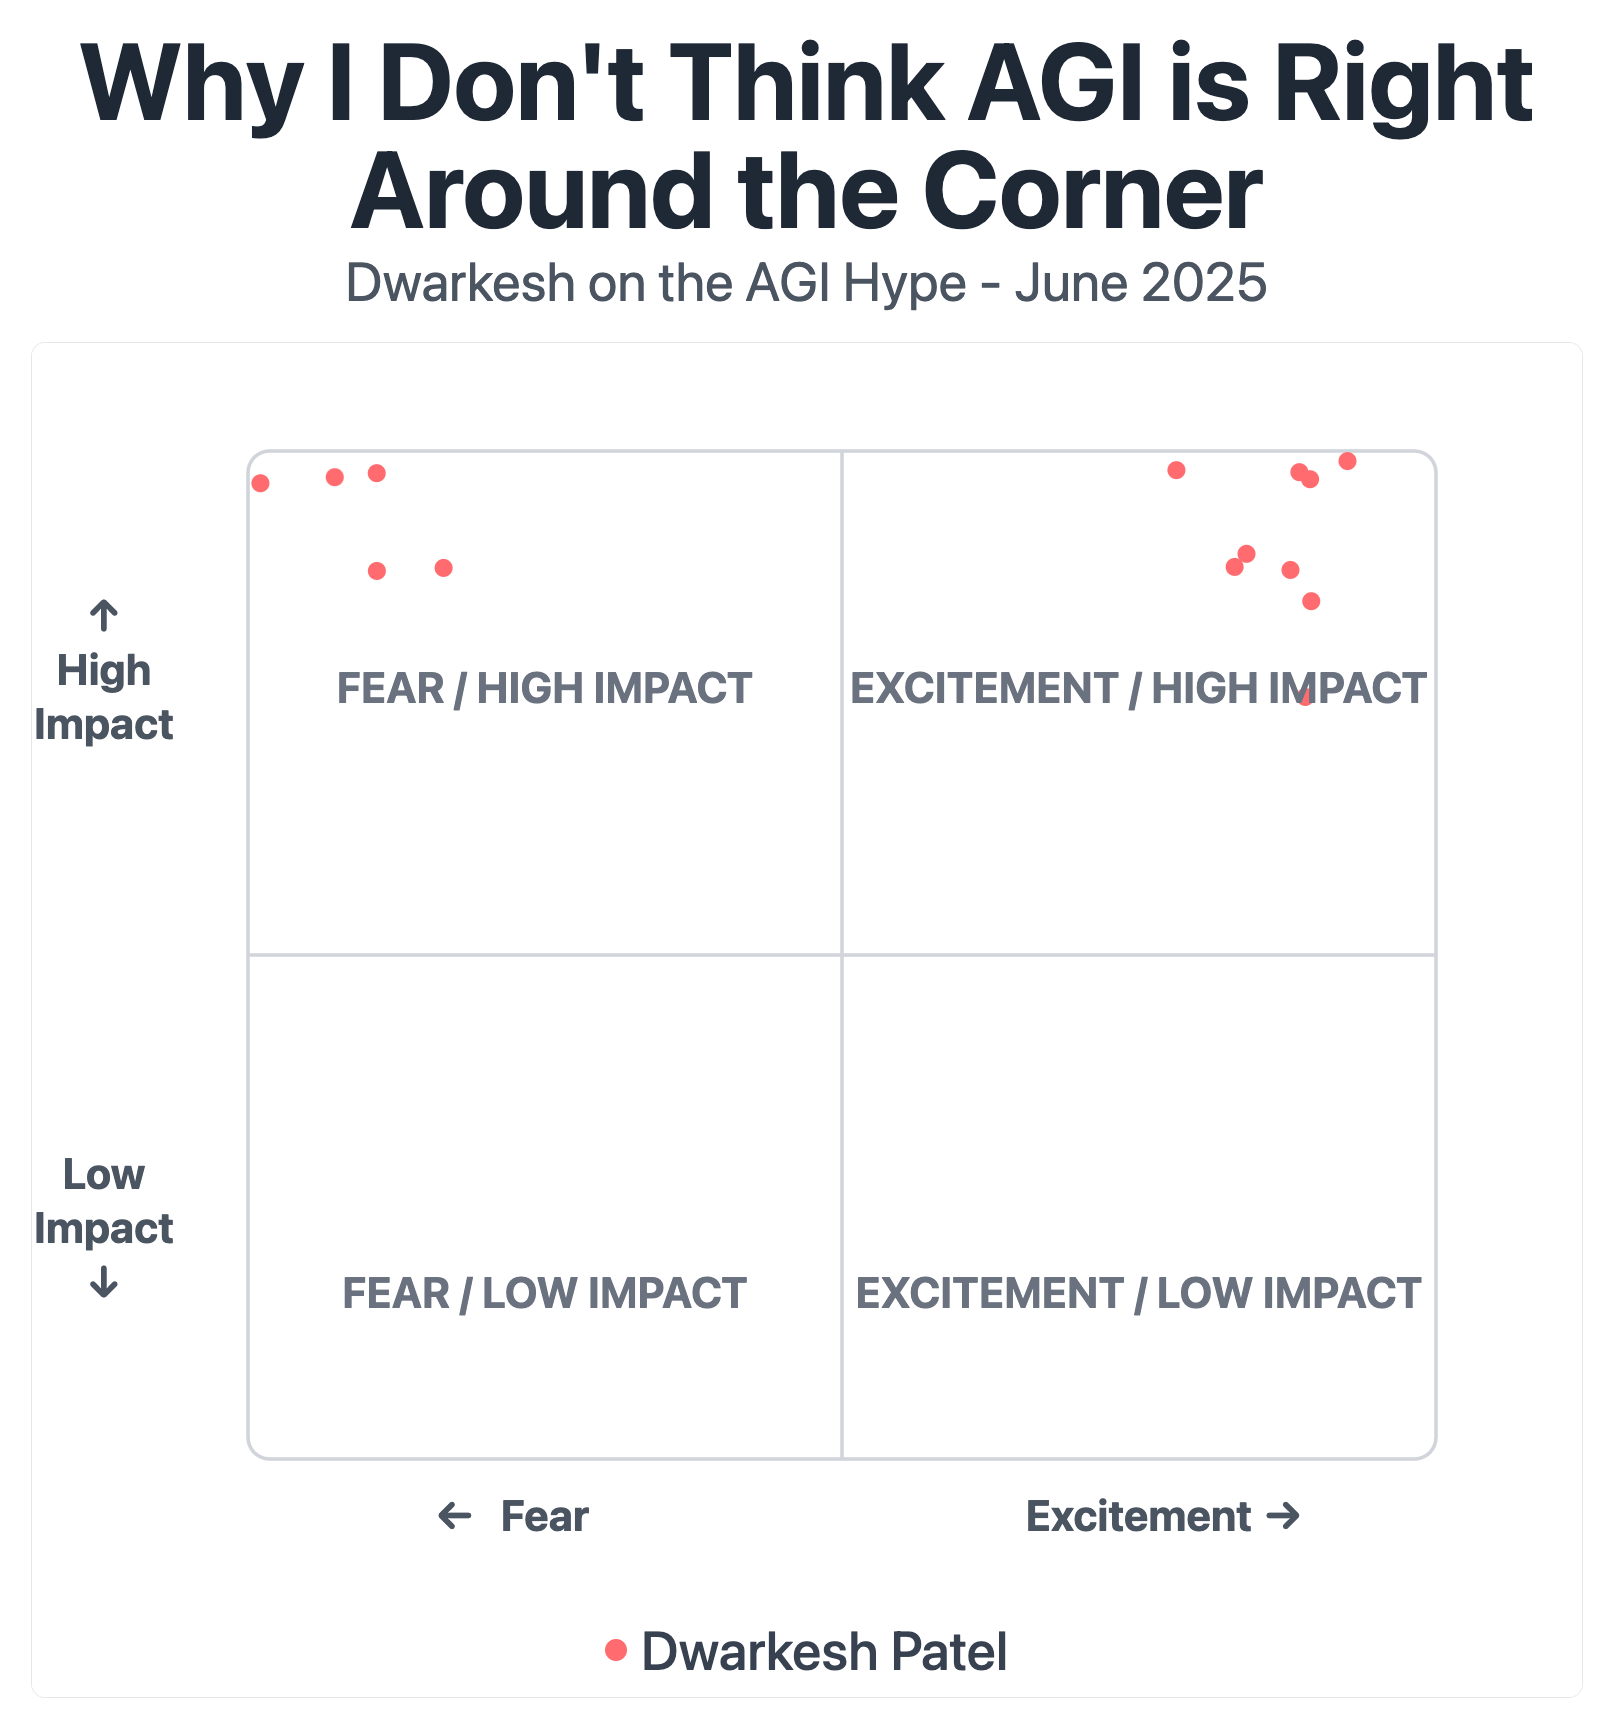 Why I Don't Think AGI is Right
Around the Corner
Dwarkesh on the AGI Hype - June 2025
↑
High
Impact
FEAR / HIGH IMPACT
EXCITEMENT / HIGH IMPACT
Low
Impact
↓
FEAR / LOW IMPACT
EXCITEMENT / LOW IMPACT
← Fear
Excitement →
Dwarkesh Patel